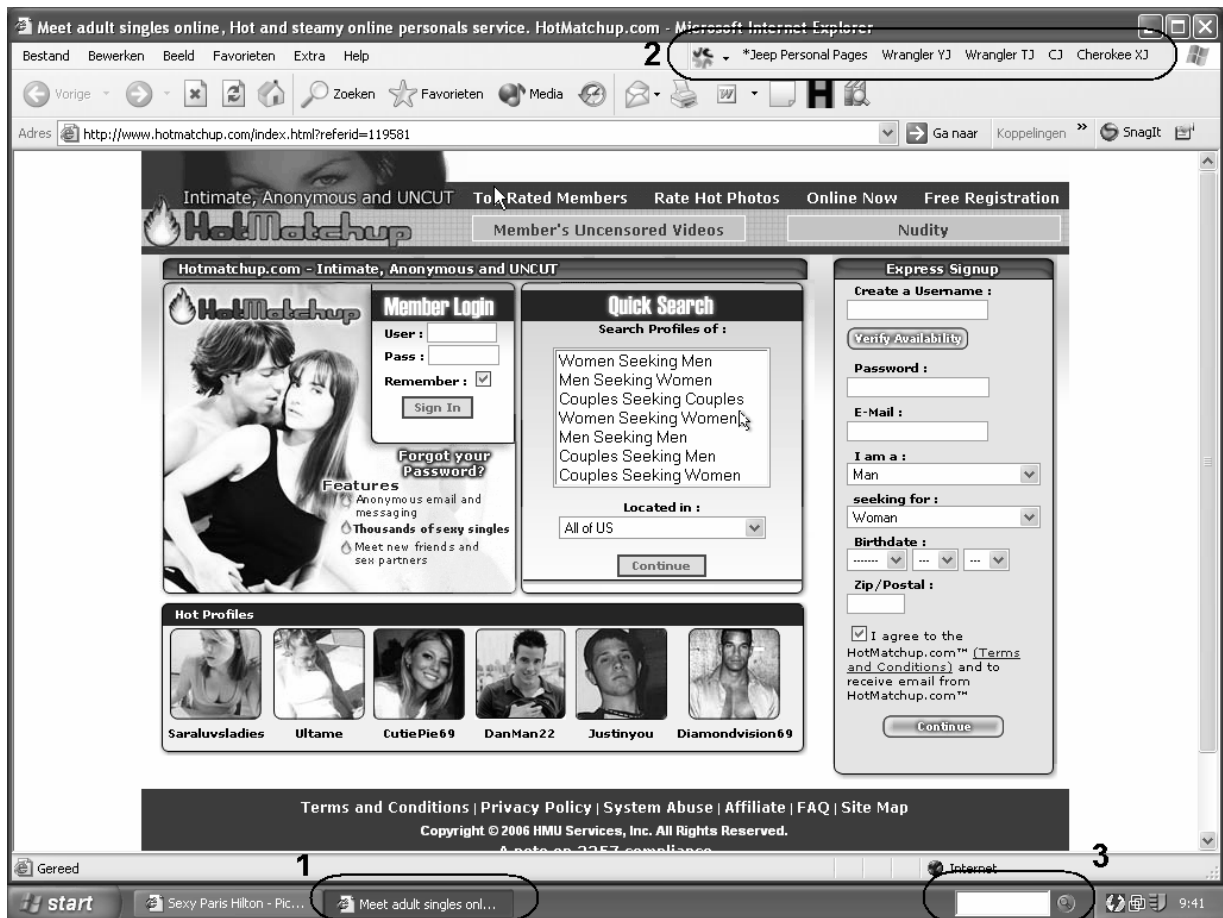 Meet adult singles online, Hot and steamy online personals service. HotMatchup.com - Microsoft Internet Explorer
Bestand Bewerken Beeld Favorieten Extra Help
2
*Jeep Personal Pages Wrangler YJ Wrangler TJ CJ Cherokee XJ
Vorige Zoeken Favorieten Media
Adres http://www.hotmatchup.com/index.html?referid=119581 Ga naar Koppelingen » SnagIt
Intimate, Anonymous and UNCUT
HotMatchup
Top Rated Members Rate Hot Photos Online Now Free Registration
Member's Uncensored Videos Nudity
Hotmatchup.com - Intimate, Anonymous and UNCUT
HotMatchup
Member Login
User :
Pass :
Remember :
Sign In
Forgot your
Password?
Features
Anonymous email and
messaging
Thousands of sexy singles
Meet new friends and
sex partners
Quick Search
Search Profiles of :
Women Seeking Men
Men Seeking Women
Couples Seeking Couples
Women Seeking Women
Men Seeking Men
Couples Seeking Men
Couples Seeking Women
Located in :
All of US
Continue
Express Signup
Create a Username :
Verify Availability
Password :
E-Mail :
I am a :
Man
seeking for :
Woman
Birthdate :
------- --- ---
Zip/Postal :
I agree to the
HotMatchup.com™ (Terms
and Conditions) and to
receive email from
HotMatchup.com™
Continue
Hot Profiles
Saraluvsladies Ultame CutiePie69 DanMan22 Justinyou Diamondvision69
Terms and Conditions | Privacy Policy | System Abuse | Affiliate | FAQ | Site Map
Copyright © 2006 HMU Services, Inc. All Rights Reserved.
A note on 2257 compliance
Gereed Internet
1
3
start Sexy Paris Hilton - Pic... Meet adult singles onl... 9:41